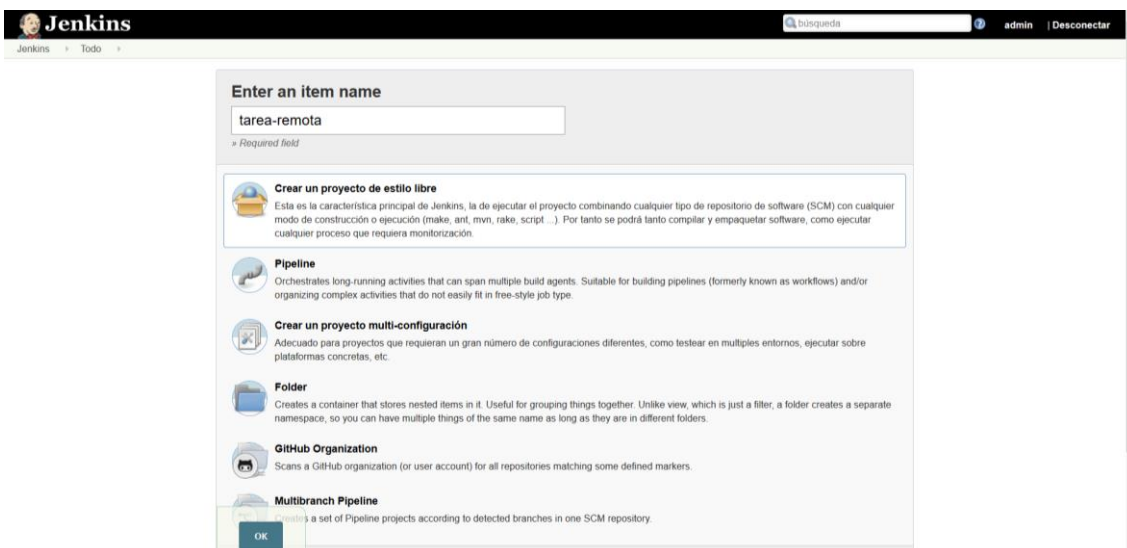 Jenkins
búsqueda
admin | Desconectar
Jenkins Todo
Enter an item name
tarea-remota
» Required field
Crear un proyecto de estilo libre
Esta es la característica principal de Jenkins, la de ejecutar el proyecto combinando cualquier tipo de repositorio de software (SCM) con cualquier
modo de construcción o ejecución (make, ant, mvn, rake, script ...). Por tanto se podrá tanto compilar y empaquetar software, como ejecutar
cualquier proceso que requiera monitorización.
Pipeline
Orchestrates long-running activities that can span multiple build agents. Suitable for building pipelines (formerly known as workflows) and/or
organizing complex activities that do not easily fit in free-style job type.
Crear un proyecto multi-configuración
Adecuado para proyectos que requieran un gran número de configuraciones diferentes, como testear en multiples entornos, ejecutar sobre
plataformas concretas, etc.
Folder
Creates a container that stores nested items in it. Useful for grouping things together. Unlike view, which is just a filter, a folder creates a separate
namespace, so you can have multiple things of the same name as long as they are in different folders.
GitHub Organization
Scans a GitHub organization (or user account) for all repositories matching some defined markers.
Multibranch Pipeline
Creates a set of Pipeline projects according to detected branches in one SCM repository.
OK